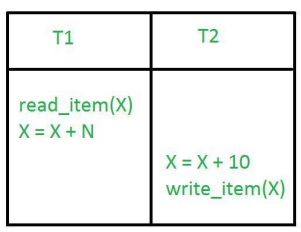 T1
T2
read_item(X)
X = X + N
X = X + 10
write_item(X)